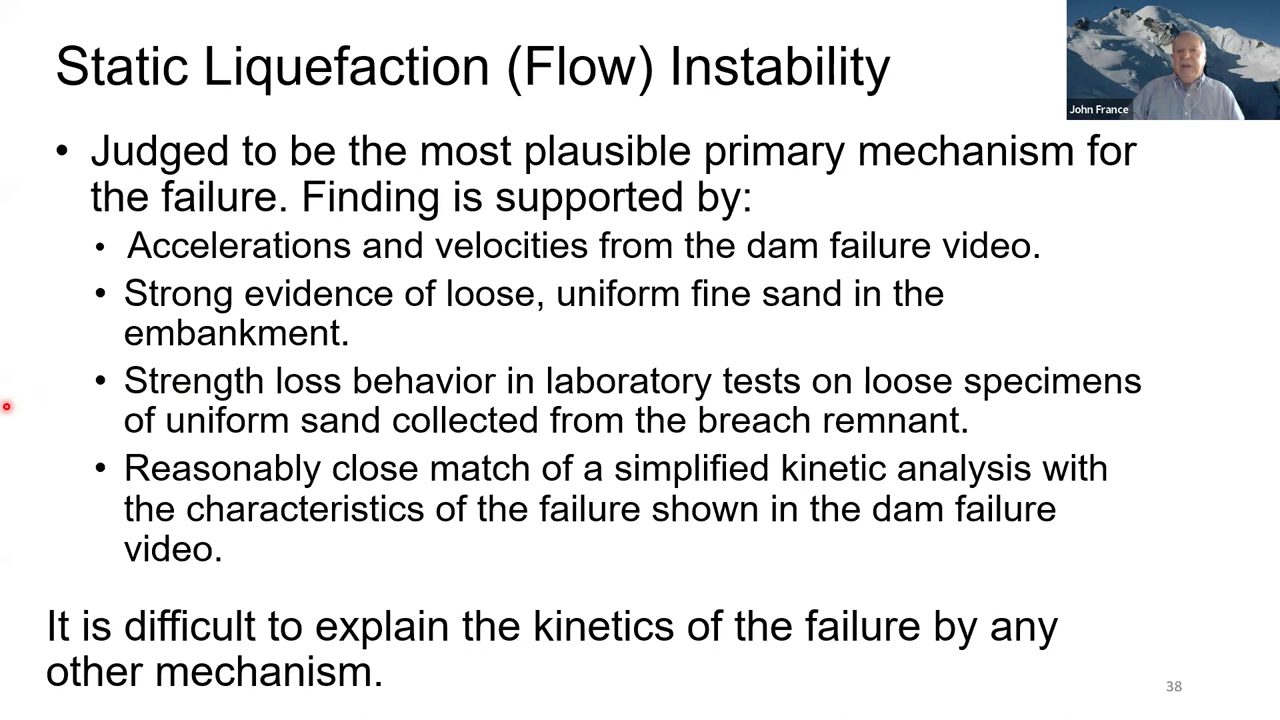 Static Liquefaction (Flow) Instability
John France
• Judged to be the most plausible primary mechanism for
the failure. Finding is supported by:
• Accelerations and velocities from the dam failure video.
• Strong evidence of loose, uniform fine sand in the
embankment.
• Strength loss behavior in laboratory tests on loose specimens
of uniform sand collected from the breach remnant.
• Reasonably close match of a simplified kinetic analysis with
the characteristics of the failure shown in the dam failure
video.
It is difficult to explain the kinetics of the failure by any
other mechanism.
38